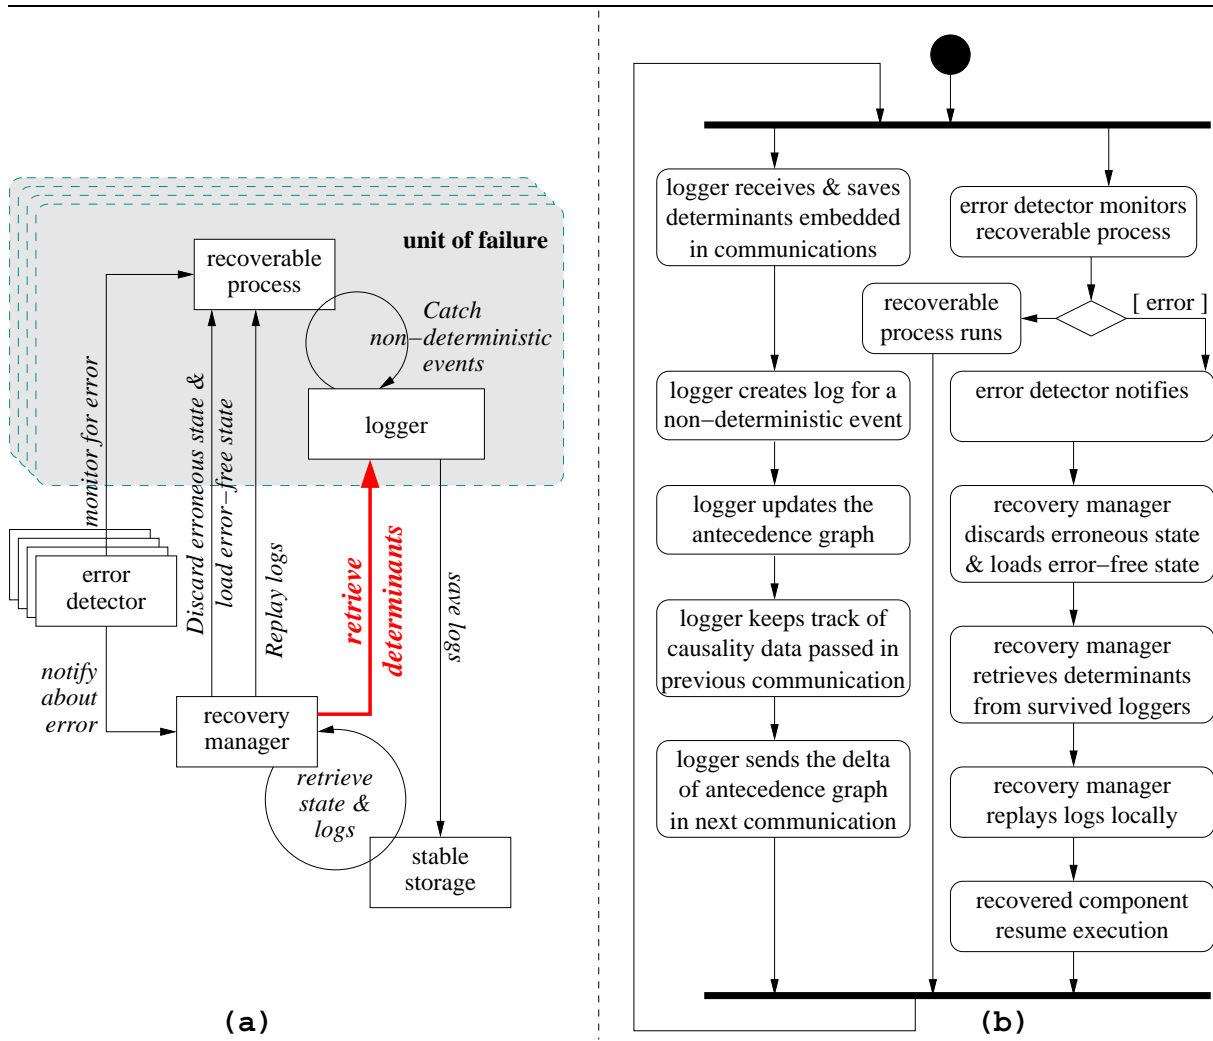 unit of failure
recoverable
process
Catch
non−deterministic
events
logger
monitor for error
Discard erroneous state &
load error−free state
Replay logs
retrieve
determinants
save logs
error
detector
notify
about
error
recovery
manager
retrieve
state &
logs
stable
storage
(a)
logger receives & saves
determinants embedded
in communications
logger creates log for a
non−deterministic event
logger updates the
antecedence graph
logger keeps track of
causality data passed in
previous communication
logger sends the delta
of antecedence graph
in next communication
error detector monitors
recoverable process
[ error ]
recoverable
process runs
error detector notifies
recovery manager
discards erroneous state
& loads error−free state
recovery manager
retrieves determinants
from survived loggers
recovery manager
replays logs locally
recovered component
resume execution
(b)